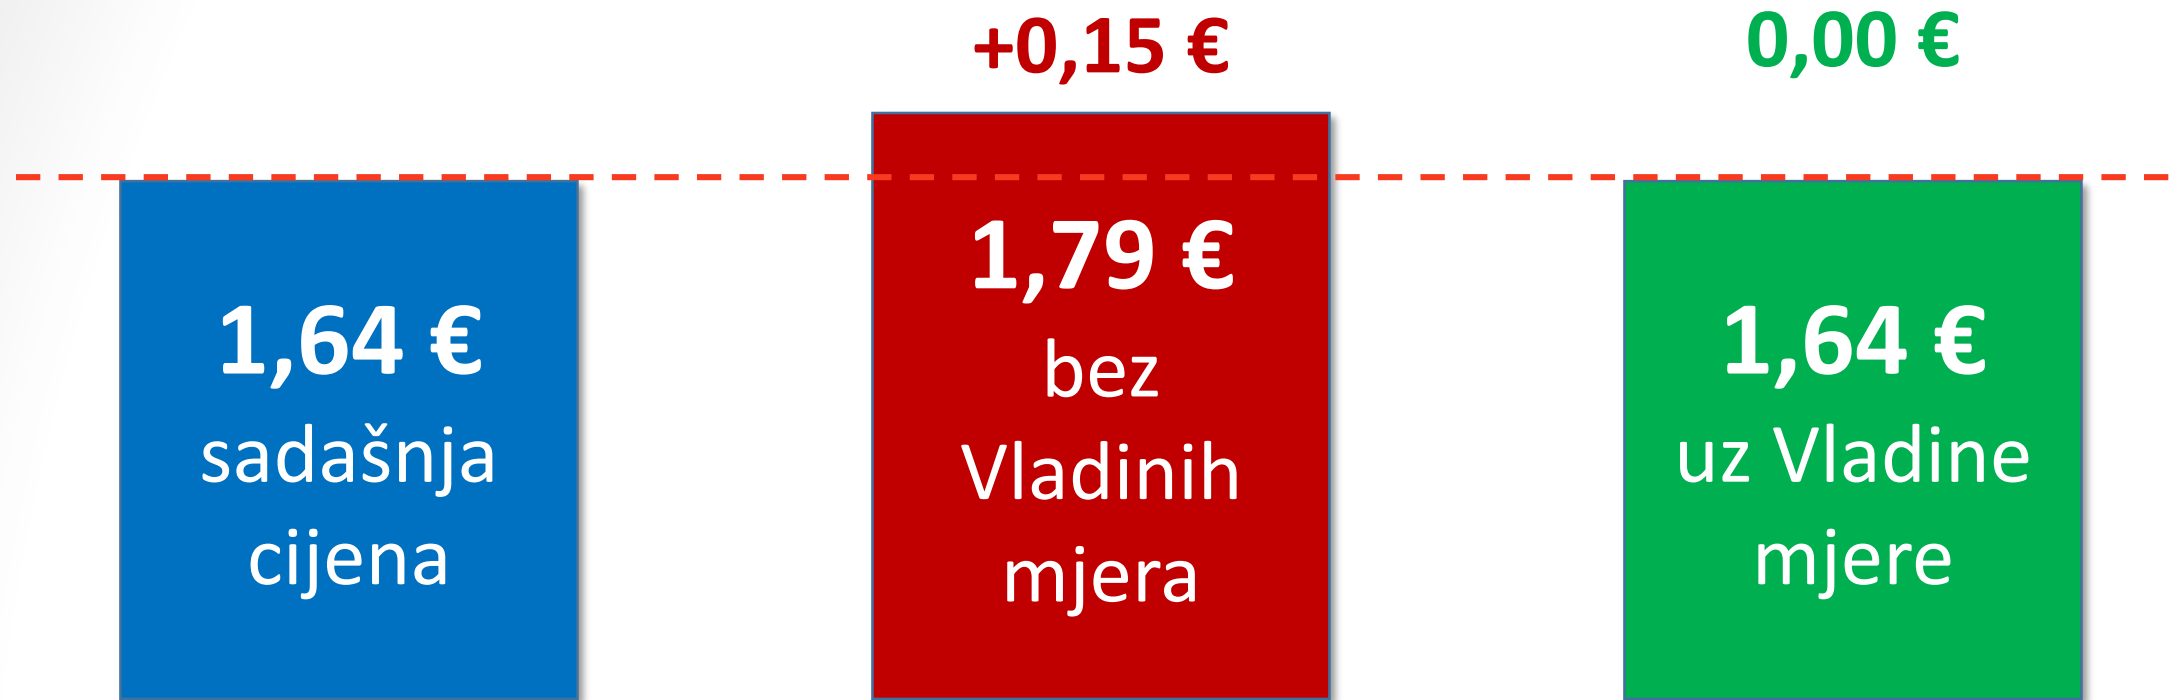 +0,15 €
0,00 €
1,64 €
sadašnja
cijena
1,79 €
bez
Vladinih
mjera
1,64 €
uz Vladine
mjere